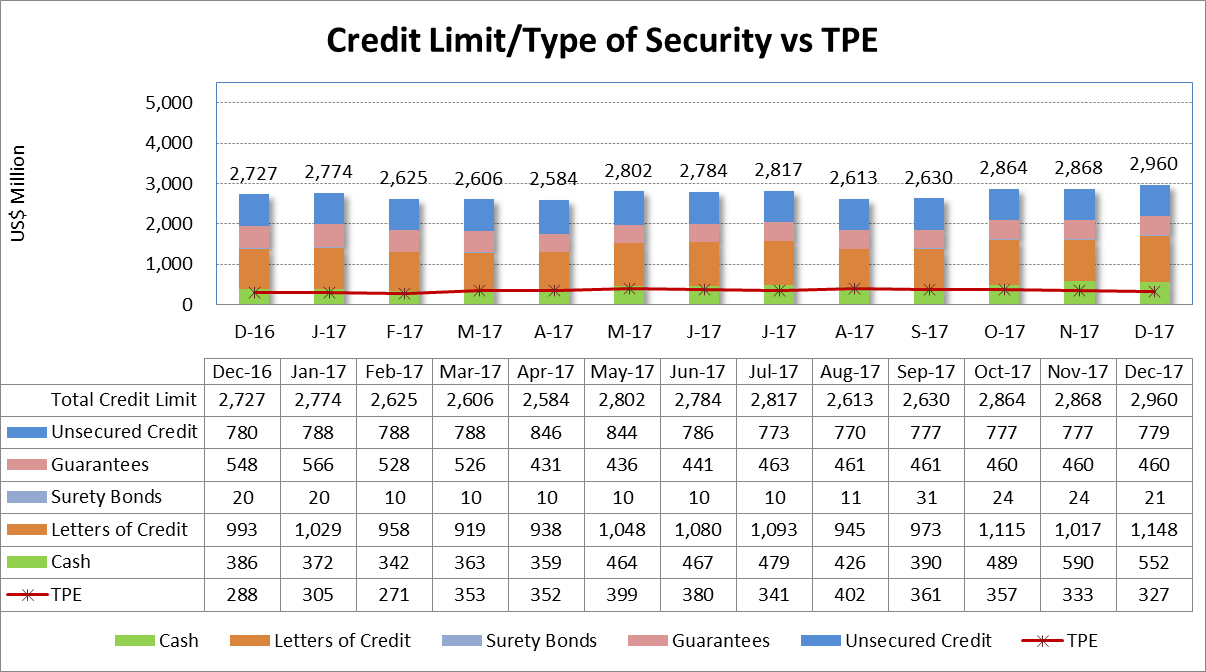 Credit Limit/Type of Security vs TPE
US$ Million
5,000
4,000
3,000
2,000
1,000
0
2,727 2,774 2,625 2,606 2,584 2,802 2,784 2,817 2,613 2,630 2,864 2,868 2,960
D-16 J-17 F-17 M-17 A-17 M-17 J-17 J-17 A-17 S-17 O-17 N-17 D-17
Dec-16 Jan-17 Feb-17 Mar-17 Apr-17 May-17 Jun-17 Jul-17 Aug-17 Sep-17 Oct-17 Nov-17 Dec-17
Total Credit Limit 2,727 2,774 2,625 2,606 2,584 2,802 2,784 2,817 2,613 2,630 2,864 2,868 2,960
Unsecured Credit 780 788 788 788 846 844 786 773 770 777 777 777 779
Guarantees 548 566 528 526 431 436 441 463 461 461 460 460 460
Surety Bonds 20 20 10 10 10 10 10 10 11 31 24 24 21
Letters of Credit 993 1,029 958 919 938 1,048 1,080 1,093 945 973 1,115 1,017 1,148
Cash 386 372 342 363 359 464 467 479 426 390 489 590 552
TPE 288 305 271 353 352 399 380 341 402 361 357 333 327
Cash Letters of Credit Surety Bonds Guarantees Unsecured Credit TPE